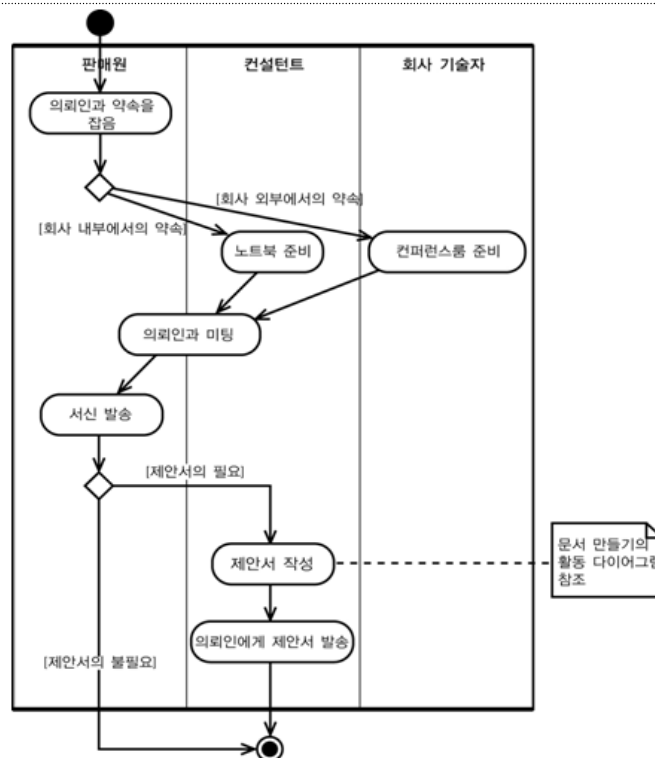 판매원
컨설턴트
회사 기술자
의뢰인과 약속을
잡음
[회사 외부에서의 약속]
[회사 내부에서의 약속]
노트북 준비
컨퍼런스룸 준비
의뢰인과 미팅
서신 발송
[제안서의 필요]
제안서 작성
문서 만들기의
활동 다이어그램
참조
의뢰인에게 제안서 발송
[제안서의 불필요]